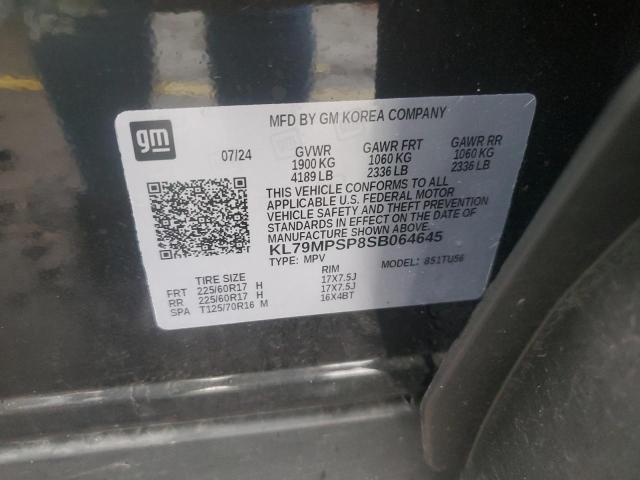 MFD BY GM KOREA COMPANY
gm
07/24
GVWR GAWR FRT GAWR RR
1900 KG 1060 KG 1060 KG
4189 LB 2336 LB 2336 LB
THIS VEHICLE CONFORMS TO ALL
APPLICABLE U.S. FEDERAL MOTOR
VEHICLE SAFETY AND THEFT PREVENTION
STANDARDS IN EFFECT ON THE DATE OF
MANUFACTURE SHOWN ABOVE.
KL79MPSP8SB064645
TYPE: MPV MODEL: 851TU56
TIRE SIZE RIM
FRT 225/60R17 H 17X7.5J
RR 225/60R17 H 17X7.5J
SPA T125/70R16 M 16X4BT